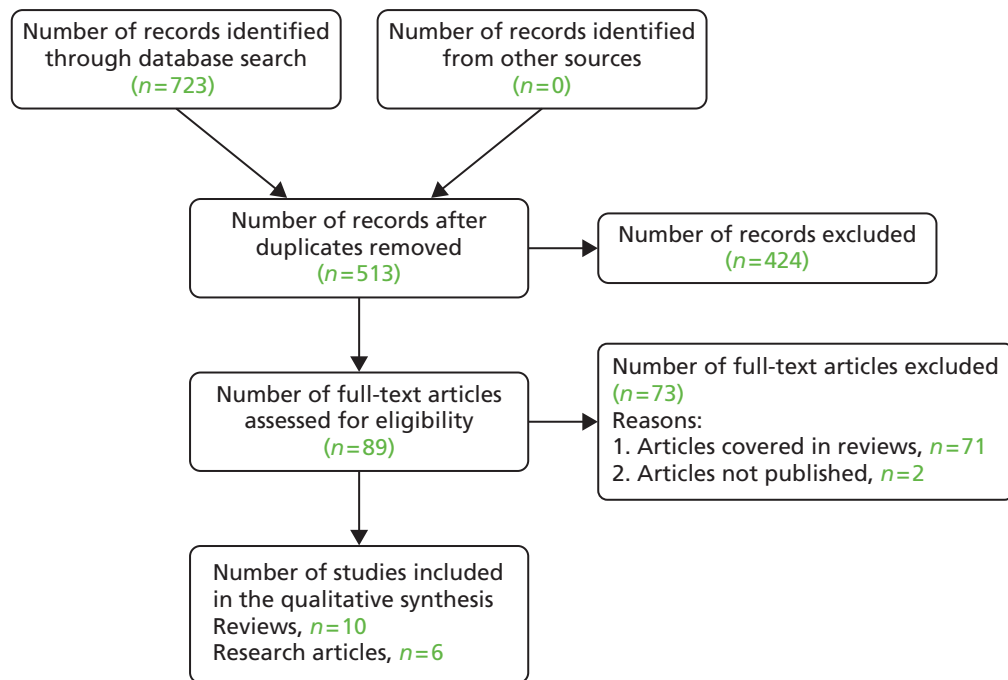 Number of records identified
through database search
(n=723)
Number of records identified
from other sources
(n=0)
Number of records after
duplicates removed
(n=513)
Number of records excluded
(n=424)
Number of full-text articles
assessed for eligibility
(n=89)
Number of full-text articles excluded
(n=73)
Reasons:
1. Articles covered in reviews, n=71
2. Articles not published, n=2
Number of studies included
in the qualitative synthesis
Reviews, n=10
Research articles, n=6